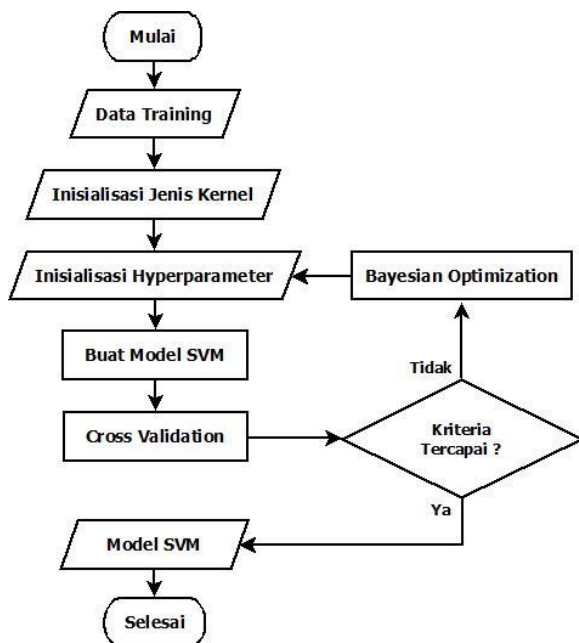 Mulai
Data Training
Inisialisasi Jenis Kernel
Inisialisasi Hyperparameter
Bayesian Optimization
Buat Model SVM
Tidak
Cross Validation
Kriteria
Tercapai ?
Ya
Model SVM
Selesai